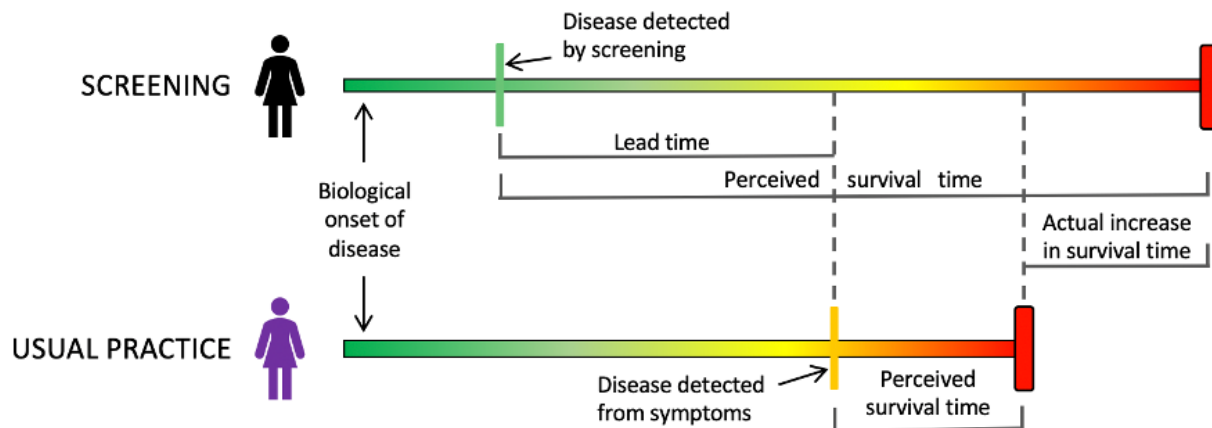 Disease detected
by screening
SCREENING
Lead time
Perceived survival time
Biological
onset of
disease
Actual increase
in survival time
USUAL PRACTICE
Disease detected
from symptoms
Perceived
survival time